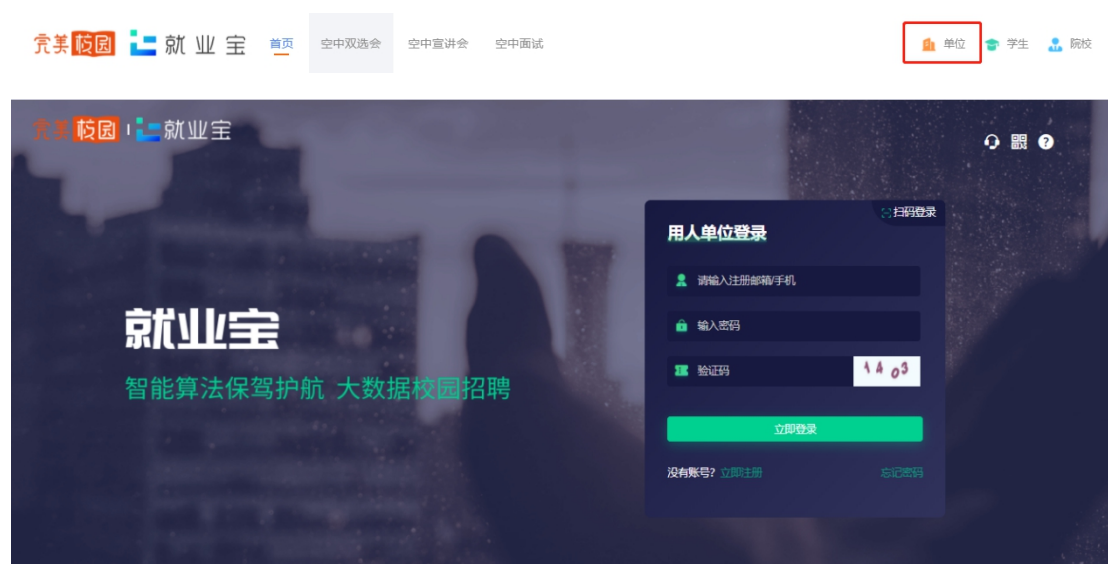 完美校园 就业宝 首页 空中双选会 空中宣讲会 空中面试 单位 学生 院校
完美校园 就业宝
扫码登录
用人单位登录
请输入注册邮箱/手机
就业宝
输入密码
智能算法保驾护航 大数据校园招聘
验证码 1403
立即登录
没有账号? 立即注册 忘记密码